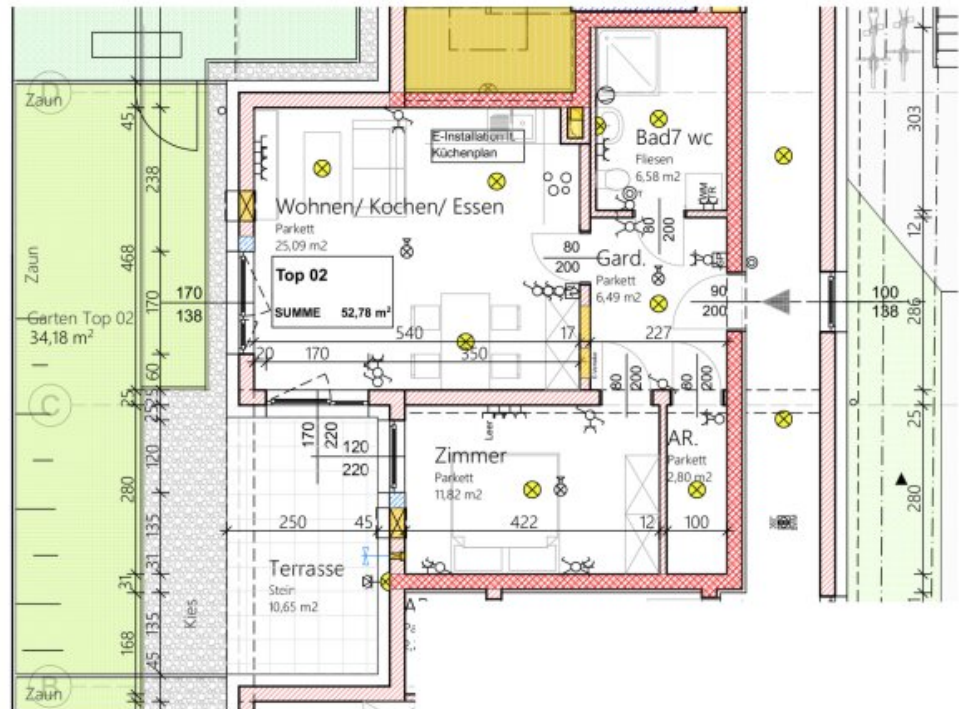 D
Zaun
45
238
468
170
60
25
Zaun
Garten Top 02
34,18 m²
C
E-Installation lt.
Küchenplan
Wohnen/ Kochen/ Essen
Parkett
25,09 m2
Top 02
SUMME 52,78 m²
170
138
540
17
227
20
170
350
Bad7 wc
Fliesen
6,58 m2
WM
TR
80
200
80
200
Gard.
Parkett
6,49 m2
90
200
100
138
303
12
286
25
280
80
200
80
200
170
220
120
220
Leer
Zimmer
Parkett
11,82 m2
AR.
Parkett
2,80 m2
422
12
100
250
45
Terrasse
Stein
10,65 m2
Kies
120
280
135
31
31
135
168
45
B
Zaun